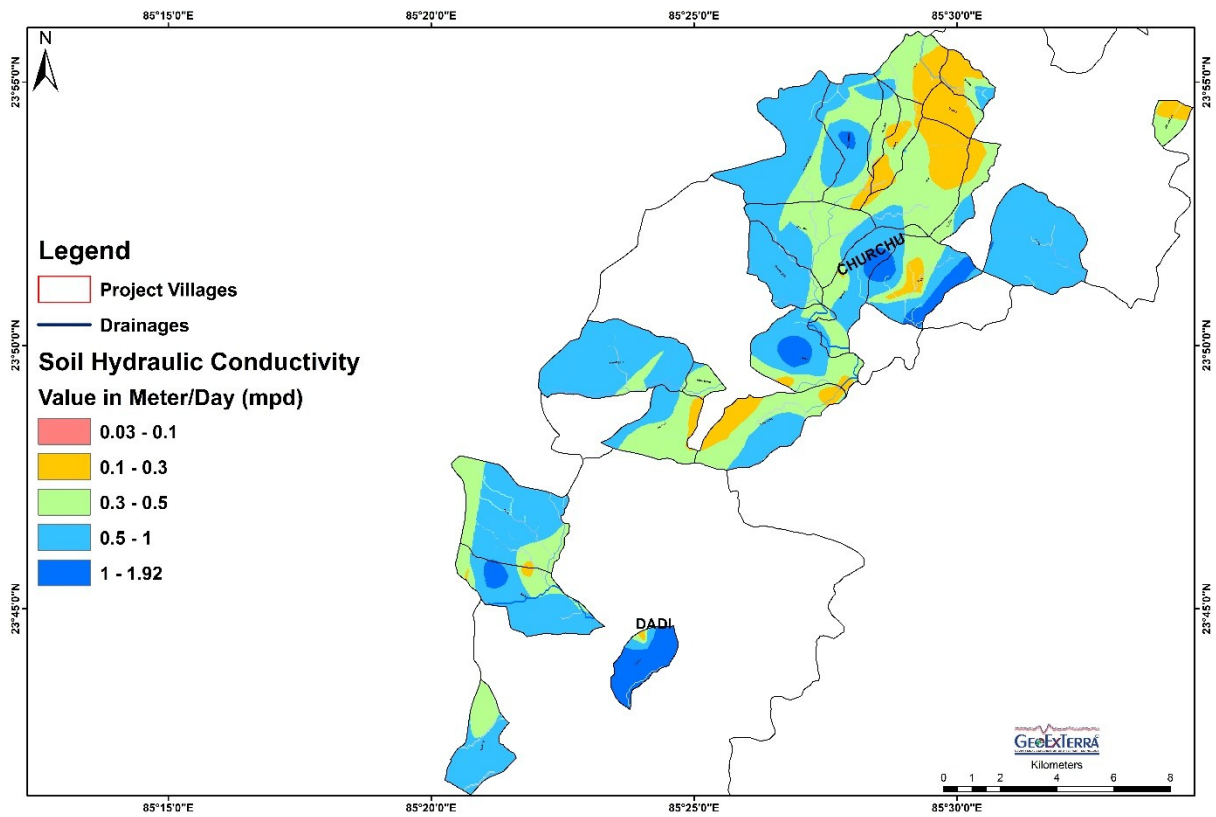 85°15'0"E 85°20'0"E 85°25'0"E 85°30'0"E
N
23°55'0"N 23°55'0"N
CHURCHU
Legend
Project Villages
Drainages
23°50'0"N 23°50'0"N
Soil Hydraulic Conductivity
Value in Meter/Day (mpd)
0.03 - 0.1
0.1 - 0.3
0.3 - 0.5
0.5 - 1
1 - 1.92
23°45'0"N 23°45'0"N
DADI
GEOEXTERRA
Kilometers
0 1 2 4 6 8
85°15'0"E 85°20'0"E 85°25'0"E 85°30'0"E